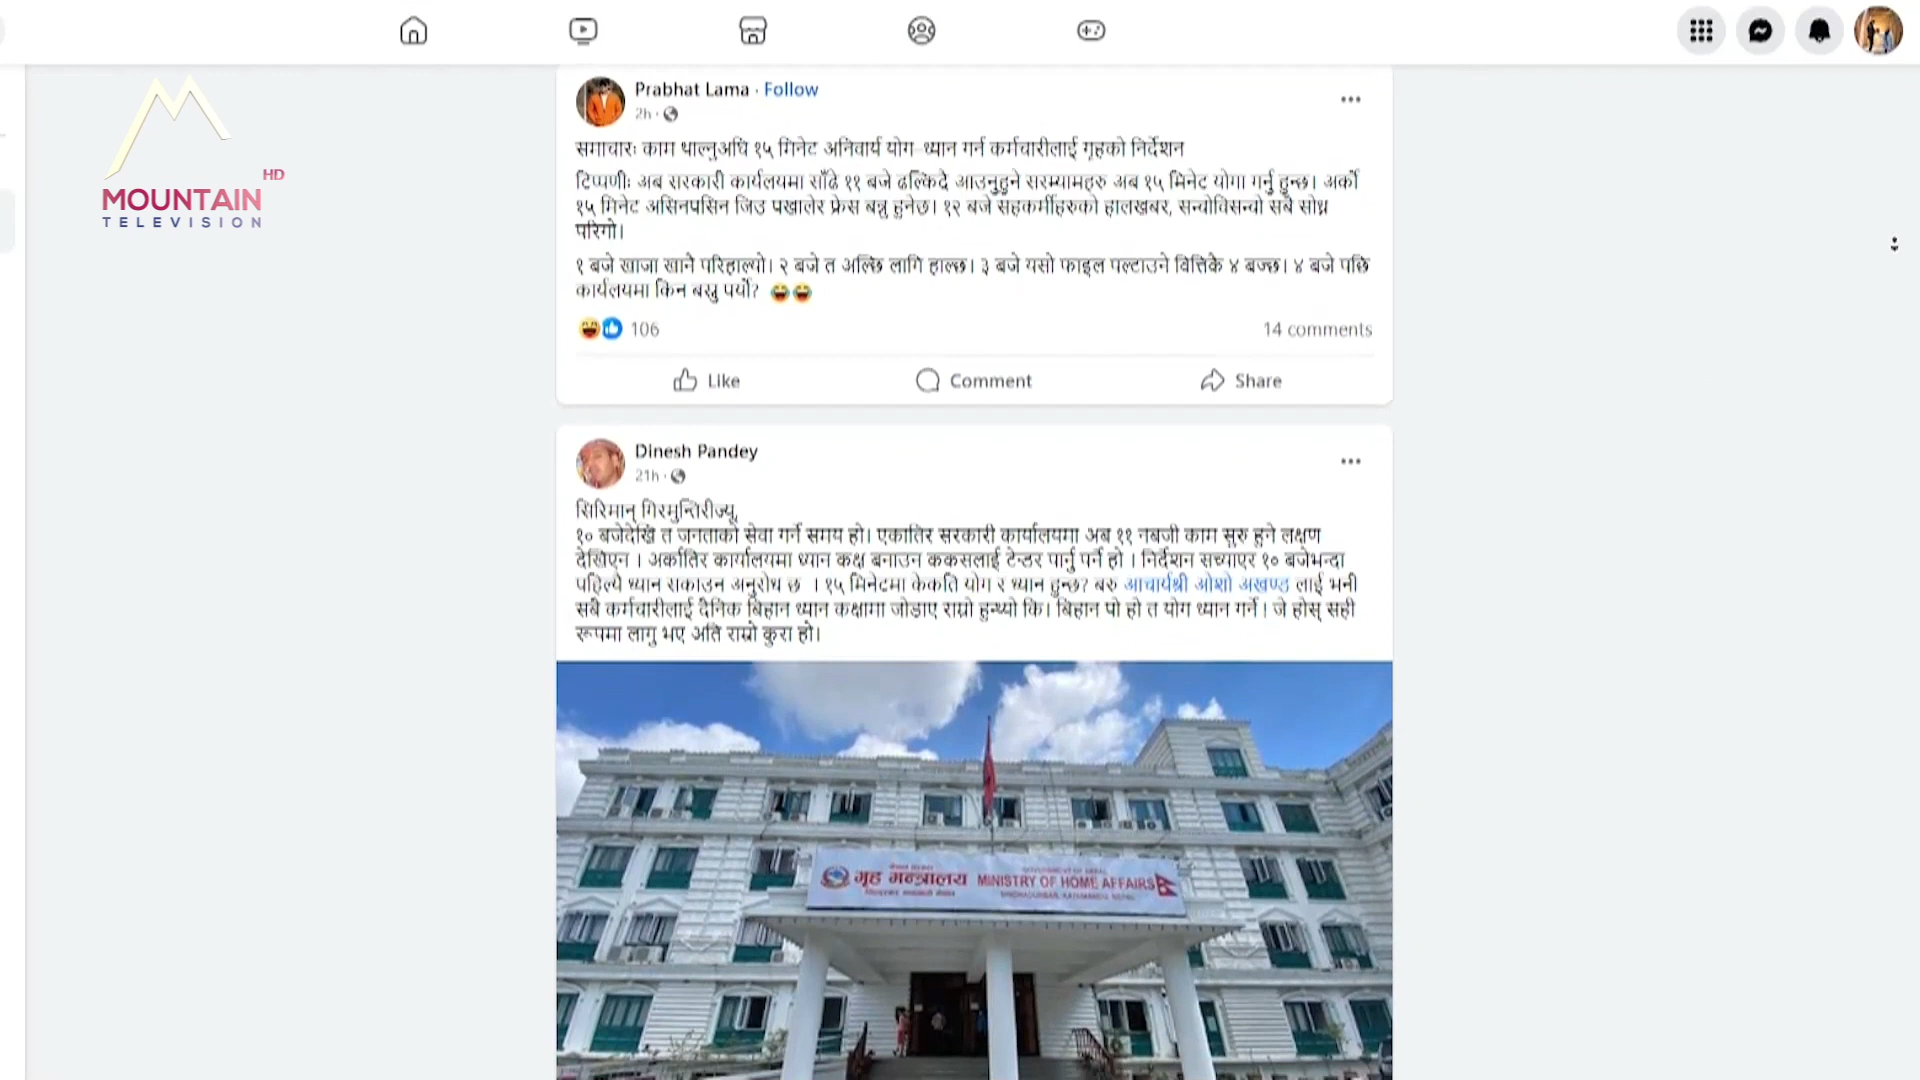 MOUNTAIN HD
TELEVISION
Prabhat Lama · Follow
2h ·
समाचारः काम थाल्नुअघि १५ मिनेट अनिवार्य योग ध्यान गर्न कर्मचारीलाई गृहको निर्देशन
टिप्पणीः अब सरकारी कार्यलयमा साँढे ११ बजे ढल्किदै आउनुहुने सरम्यामहरु अब १५ मिनेट योगा गर्नु हुन्छ। अर्को
१५ मिनेट असिनपसिन जिउ पखालेर फ्रेस बन्नु हुनेछ। १२ बजे सहकर्मीहरुको हालखबर, सन्चोविसन्चो सबै सोध्नै
परिगो।
१ बजे खाजा खानै परिहाल्यो। २ बजे त अल्छि लागि हाल्छ। ३ बजे यसो फाइल पल्टाउने वित्तिकै ४ बज्छ। ४ बजे पछि
कार्यलयमा किन बस्नु पर्यो? 😂😂
106
14 comments
Like
Comment
Share
Dinesh Pandey
21h ·
सिरिमान् गिरमुन्तिरीज्यू,
१० बजेदेखि त जनताको सेवा गर्ने समय हो। एकातिर सरकारी कार्यालयमा अब ११ नबजी काम सुरु हुने लक्षण
देखिएन । अर्कातिर कार्यालयमा ध्यान कक्ष बनाउन ककसलाई टेन्डर पार्नु पर्ने हो । निर्देशन सच्याएर १० बजेभन्दा
पहिल्यै ध्यान सकाउन अनुरोध छ । १५ मिनेटमा केकति योग र ध्यान हुन्छ? बरु आचार्यश्री ओशो अखण्ड लाई भनी
सबै कर्मचारीलाई दैनिक बिहान ध्यान कक्षामा जोडाए राम्रो हुन्थ्यो कि। बिहान पो हो त योग ध्यान गर्ने। जे होस् सही
रूपमा लागु भए अति राम्रो कुरा हो।
गृह मन्त्रालय MINISTRY OF HOME AFFAIRS